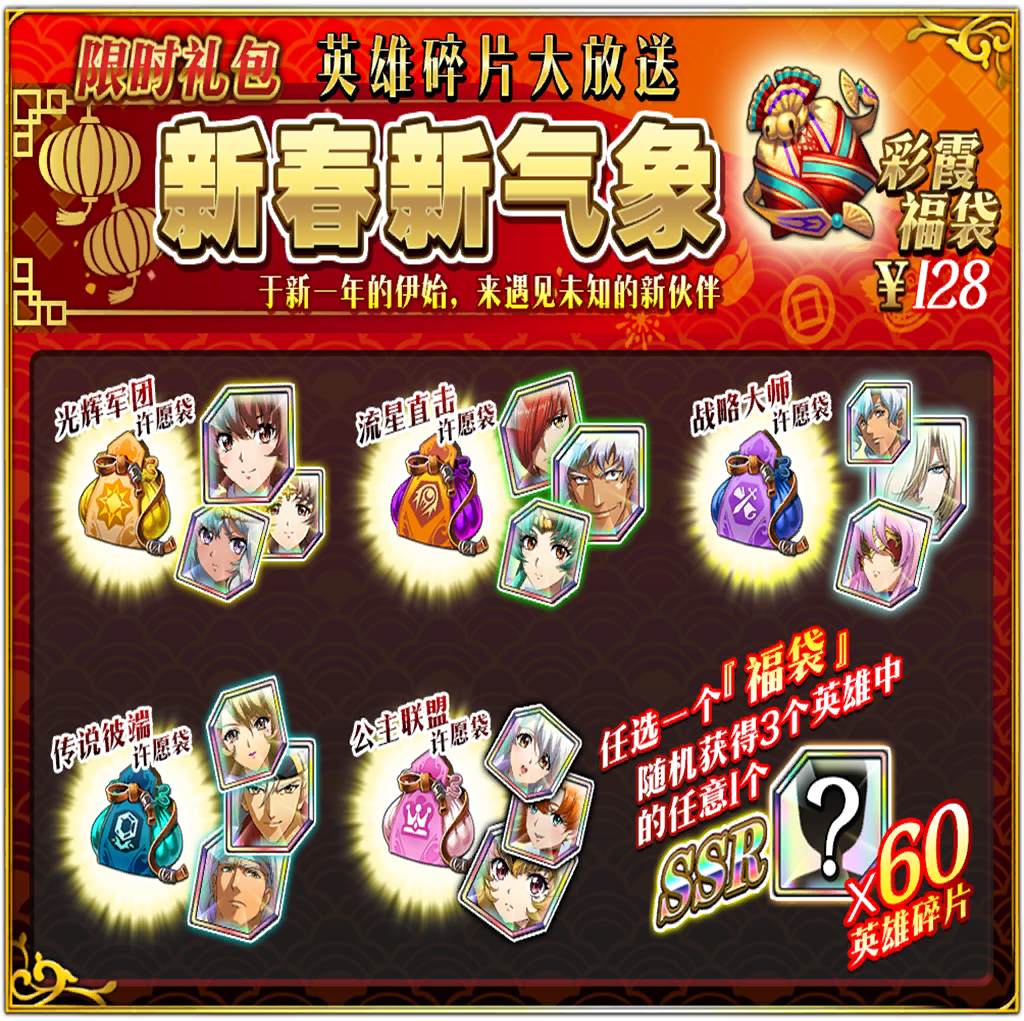 限时礼包
英雄碎片大放送
新春新气象
于新一年的伊始，来遇见未知的新伙伴
彩霞
福袋
¥128
光辉军团
许愿袋
流星直击
许愿袋
战略大师
许愿袋
传说彼端
许愿袋
公主联盟
许愿袋
任选一个『福袋』
随机获得3个英雄中
的任意1个
SSR
?
×60
英雄碎片